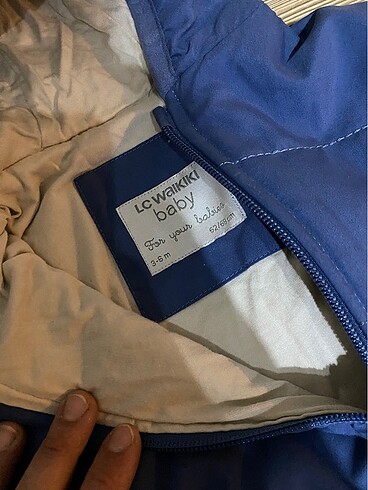 LC WAIKIKI
baby
For your babies
3-6 m 62/68 cm